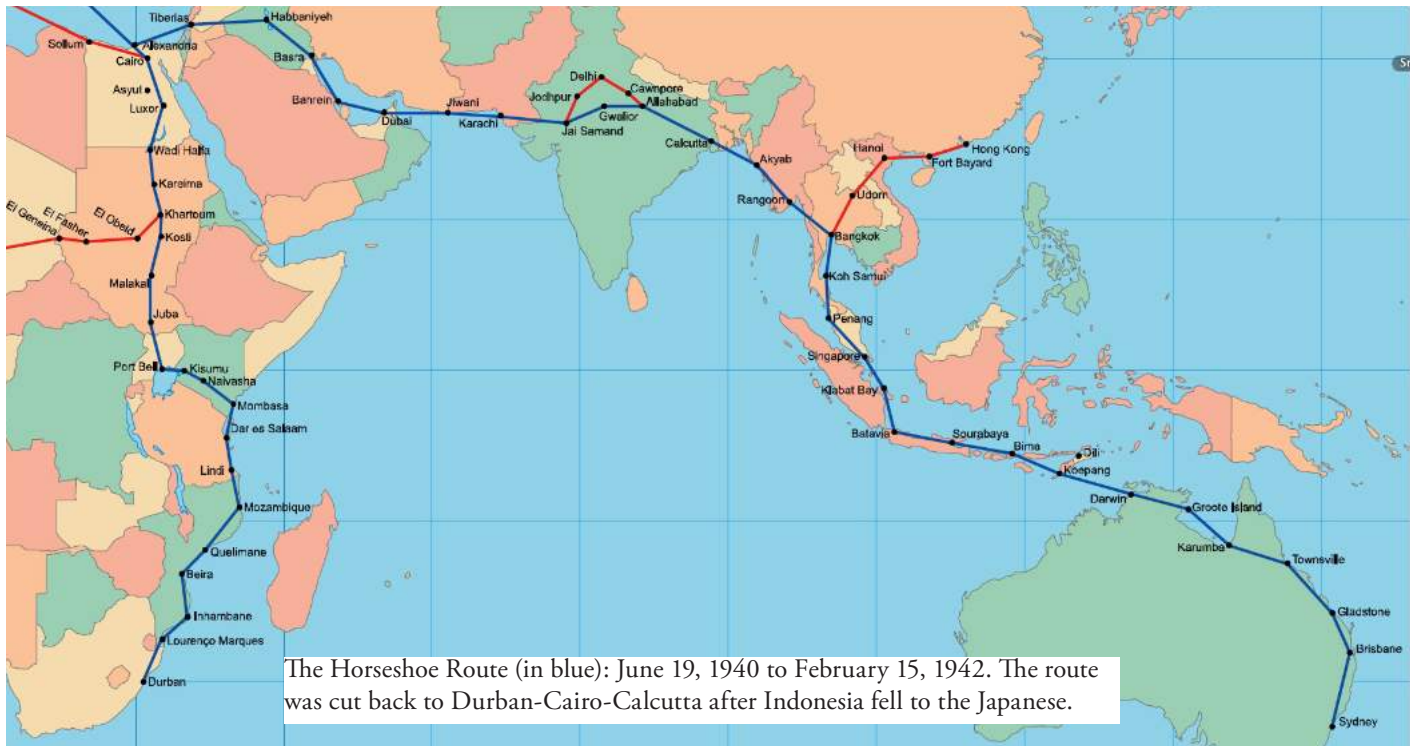 Tiberias
Habbaniyeh
Sollum
Alexandria
Cairo
Basra
Asyut
Luxor
Bahrein
Dubai
Jiwani
Karachi
Delhi
Jodhpur
Cawnpore
Allahabad
Gwalior
Jai Samand
Calcutta
Akyab
Rangoon
Hanoi
Hong Kong
Fort Bayard
Udorn
Bangkok
Koh Samui
Penang
Singapore
Klabat Bay
Batavia
Sourabaya
Bima
Dili
Koepang
Darwin
Groote Island
Karumba
Townsville
Gladstone
Brisbane
Sydney
Wadi Halfa
Kareima
Khartoum
El Geneina
El Fasher
El Obeid
Kosti
Malakal
Juba
Port Bell
Kisumu
Naivasha
Mombasa
Dar es Salaam
Lindi
Mozambique
Quelimane
Beira
Inhambane
Lourenço Marques
Durban
The Horseshoe Route (in blue): June 19, 1940 to February 15, 1942. The route
was cut back to Durban-Cairo-Calcutta after Indonesia fell to the Japanese.